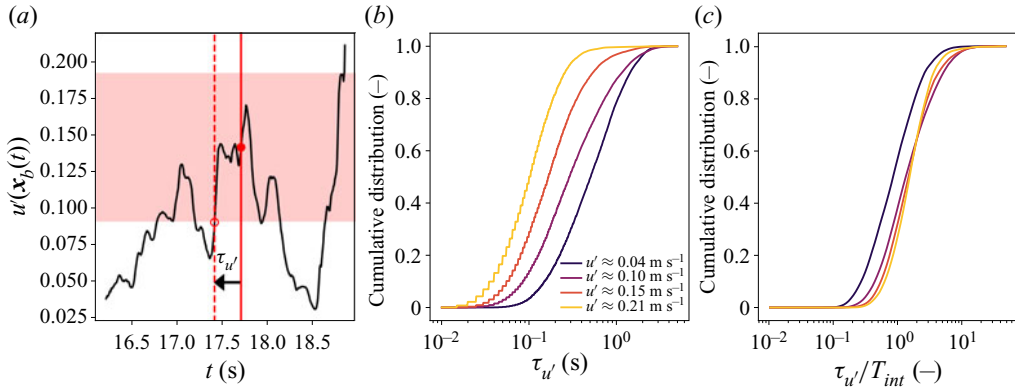 (a)
(b)
(c)
u′(x_b(t))
0.200
0.175
0.150
0.125
0.100
0.075
0.050
0.025
τ_u′
16.5 17.0 17.5 18.0 18.5
t (s)
Cumulative distribution (–)
1.0
0.8
0.6
0.4
0.2
0
u′ ≈ 0.04 m s⁻¹
u′ ≈ 0.10 m s⁻¹
u′ ≈ 0.15 m s⁻¹
u′ ≈ 0.21 m s⁻¹
10⁻² 10⁻¹ 10⁰
τ_u′ (s)
Cumulative distribution (–)
1.0
0.8
0.6
0.4
0.2
0
10⁻² 10⁰ 10¹
τ_u′/T_int (–)